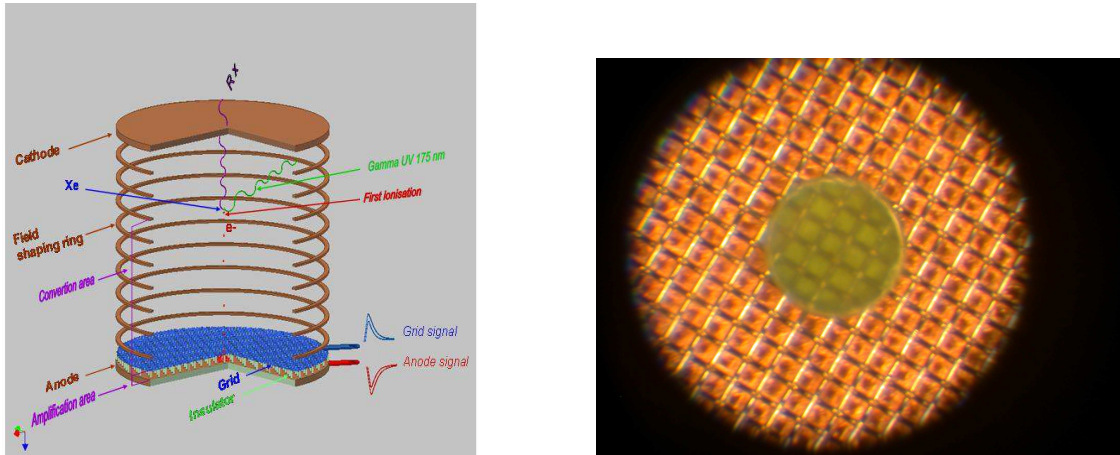 R x
Cathode
Gamma UV 175 nm
Xe
First ionisation
e-
Field
shaping ring
Convertion area
Grid signal
Anode signal
Anode
Grid
Amplification area
Insulator